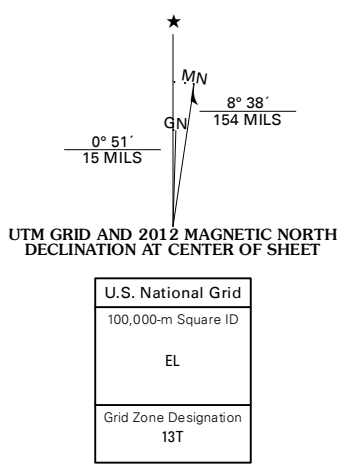 ★
MN
8° 38´
154 MILS
GN
0° 51´
15 MILS
UTM GRID AND 2012 MAGNETIC NORTH
DECLINATION AT CENTER OF SHEET
U.S. National Grid
100,000-m Square ID
EL
Grid Zone Designation
13T